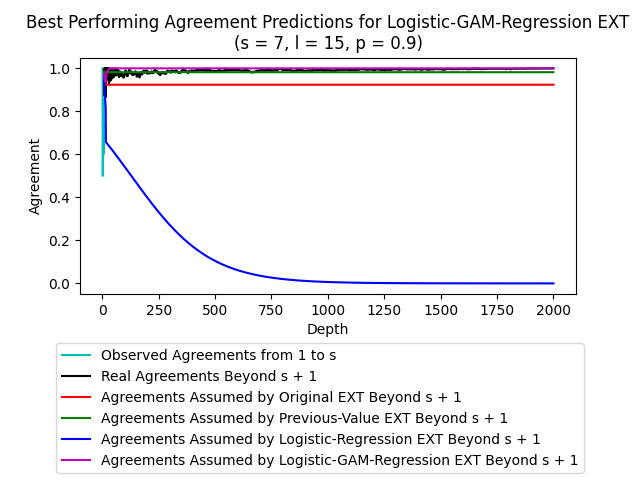 Best Performing Agreement Predictions for Logistic-GAM-Regression EXT
(s = 7, l = 15, p = 0.9)
1.0
0.8
0.6
0.4
0.2
0.0
Agreement
0 250 500 750 1000 1250 1500 1750 2000
Depth
Observed Agreements from 1 to s
Real Agreements Beyond s + 1
Agreements Assumed by Original EXT Beyond s + 1
Agreements Assumed by Previous-Value EXT Beyond s + 1
Agreements Assumed by Logistic-Regression EXT Beyond s + 1
Agreements Assumed by Logistic-GAM-Regression EXT Beyond s + 1